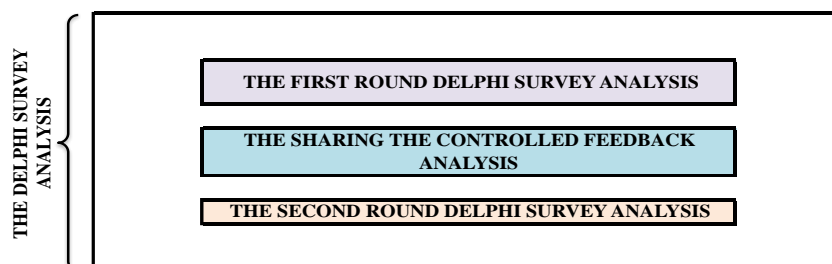 THE DELPHI SURVEY
ANALYSIS
THE FIRST ROUND DELPHI SURVEY ANALYSIS
THE SHARING THE CONTROLLED FEEDBACK
ANALYSIS
THE SECOND ROUND DELPHI SURVEY ANALYSIS